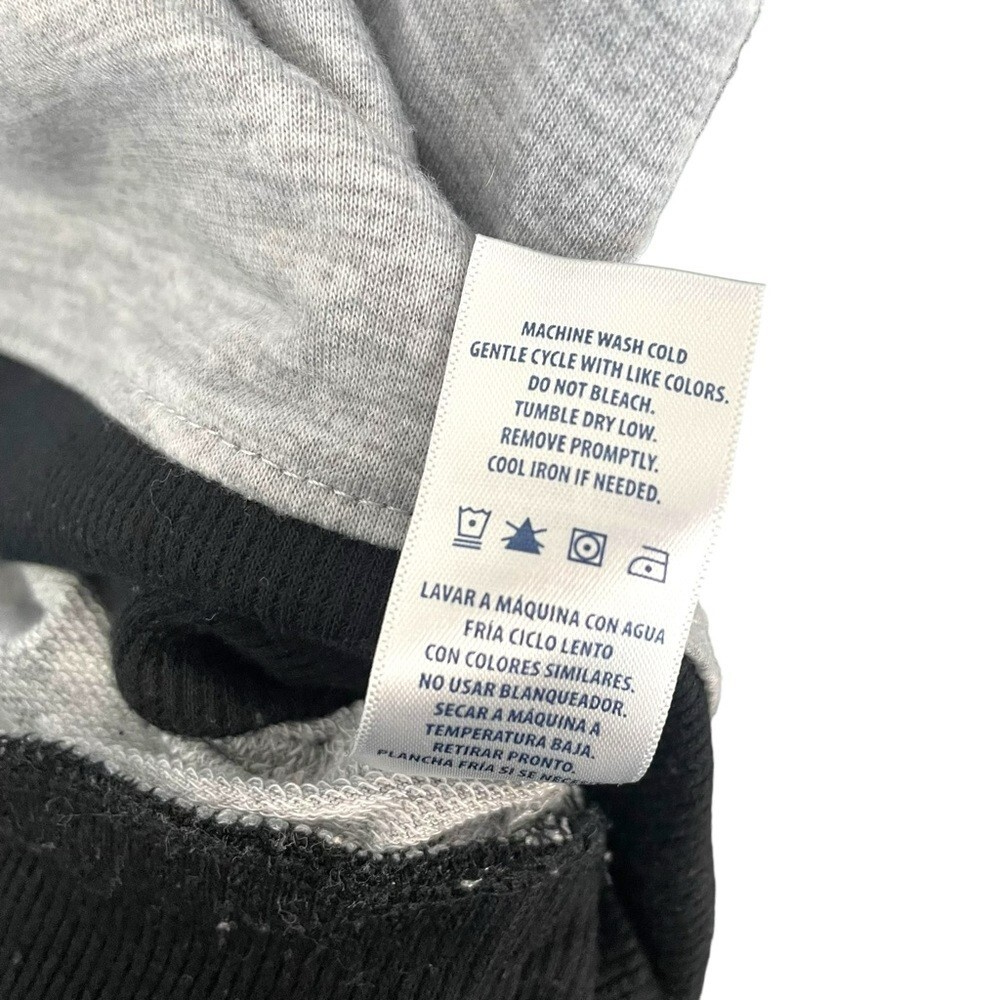 MACHINE WASH COLD
GENTLE CYCLE WITH LIKE COLORS.
DO NOT BLEACH.
TUMBLE DRY LOW.
REMOVE PROMPTLY.
COOL IRON IF NEEDED.
LAVAR A MÁQUINA CON AGUA
FRÍA CICLO LENTO
CON COLORES SIMILARES.
NO USAR BLANQUEADOR.
SECAR A MÁQUINA A
TEMPERATURA BAJA.
RETIRAR PRONTO.
PLANCHA FRÍA SI SE